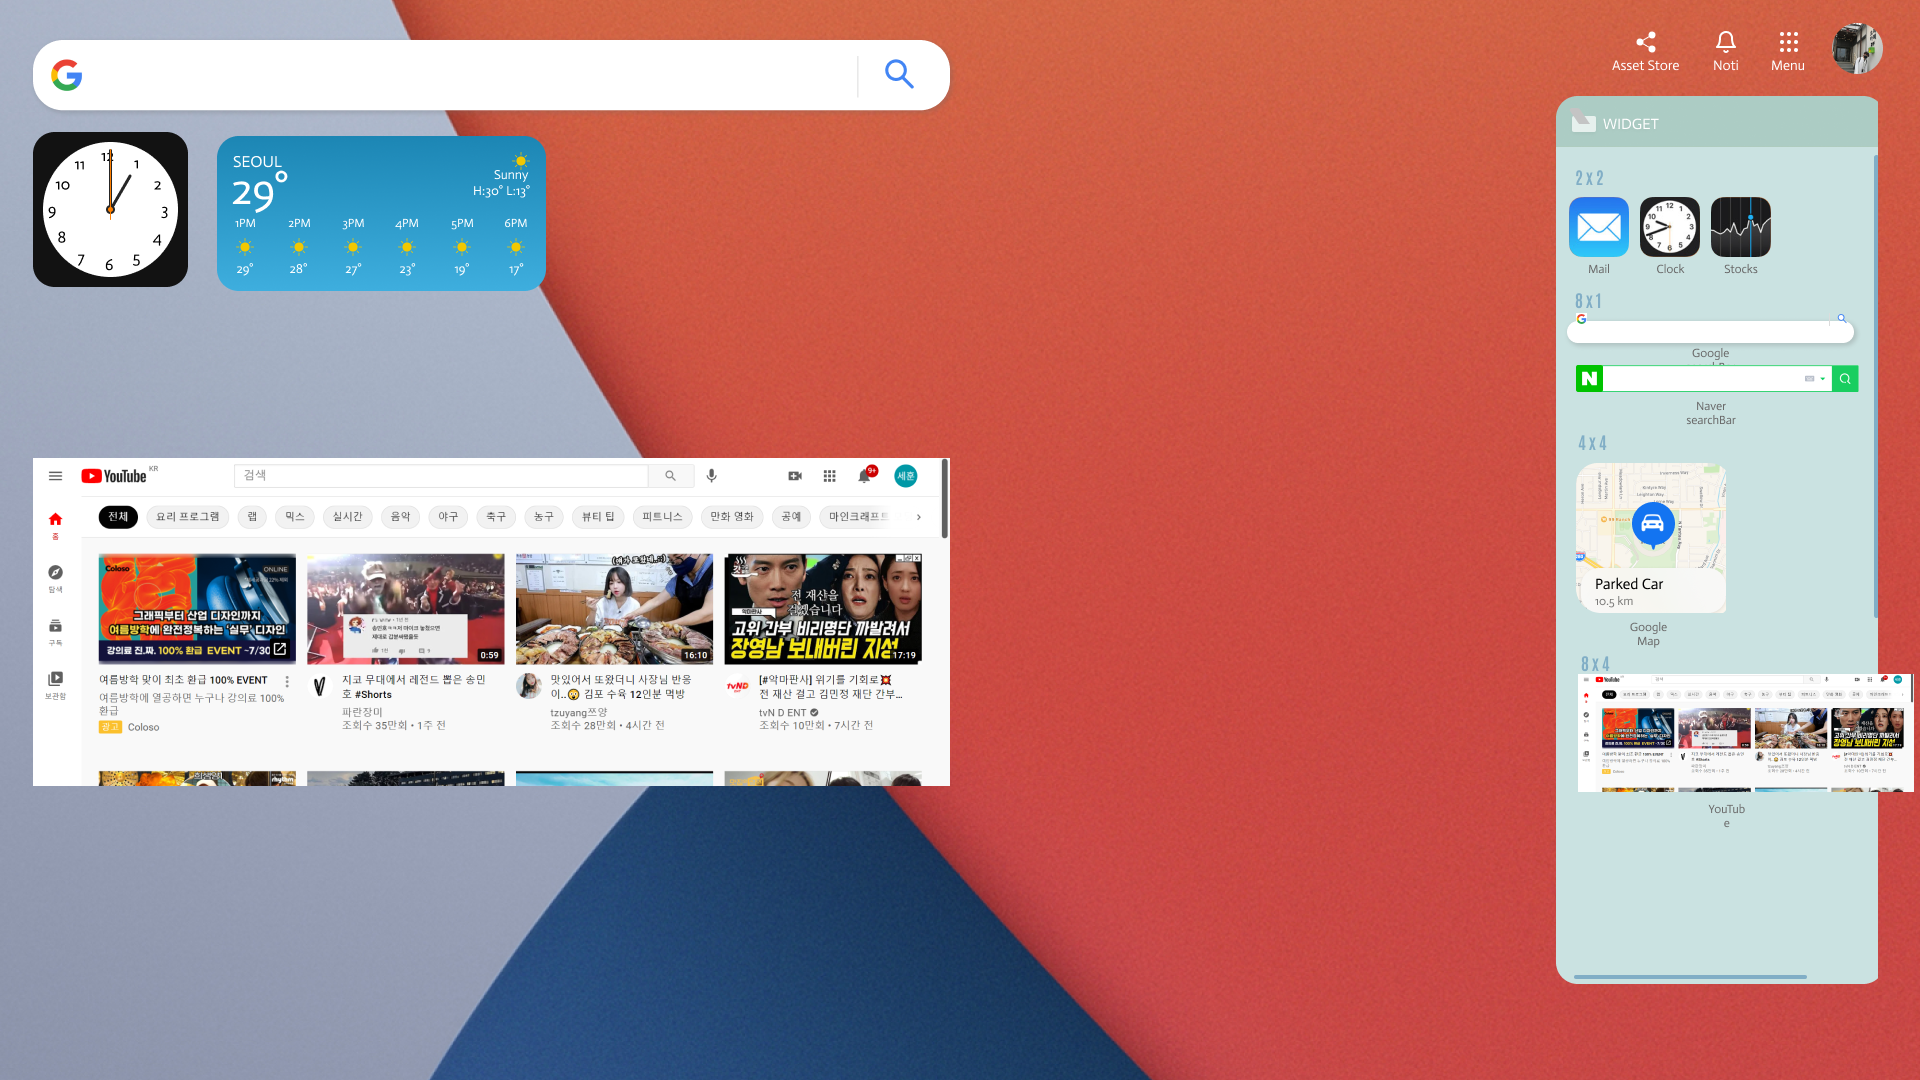 Asset Store
Noti
Menu
12
1
2
3
4
5
6
7
8
9
10
11
SEOUL
29°
Sunny
H:30° L:13°
1PM 2PM 3PM 4PM 5PM 6PM
29° 28° 27° 23° 19° 17°
YouTube KR
검색
9+
세훈
홈
탐색
구독
보관함
전체 요리 프로그램 랩 믹스 실시간 음악 야구 축구 농구 뷰티 팁 피트니스 만화 영화 공예 마인크래프트
Coloso
ONLINE
그래픽부터 산업 디자인까지
여름방학에 완전정복하는 '실무' 디자인
강의료 진.짜. 100% 환급 EVENT ~7/30
여름방학 맞이 최초 환급 100% EVENT
여름방학에 열공하면 누구나 강의료 100%
환급
광고 Coloso
0:59
지코 무대에서 레전드 뽑은 송민
호 #Shorts
파란장미
조회수 35만회 • 1주 전
16:10
맛있어서 또왔더니 사장님 반응
이..😱 김포 수육 12인분 먹방
tzuyang쯔양
조회수 28만회 • 4시간 전
전 재산을
걸겠습니다
악마판사
고위 간부 비리명단 까발려서
장영남 보내버린 지성
17:19
tvN D
[#악마판사] 위기를 기회로💥
전 재산 걸고 김민정 재단 간부...
tvN D ENT
조회수 10만회 • 7시간 전
WIDGET
2x2
Mail
Clock
Stocks
8x1
Google
N
Naver
searchBar
4x4
Parked Car
10.5 km
Google
Map
8x4
YouTube
YouTub
e